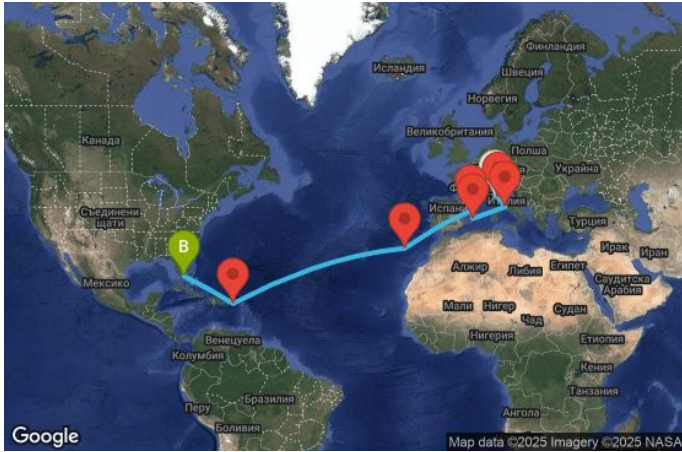 Финландия
Исландия
Швеция
Норвегия
Великобритания
Канада
Полша
Украйна
Испани
Италия
Съединени
щати
Турция
Ирак
Иран
Алжир
Либия
Египет
Саудитска
Арабия
Мексико
Мали
Нигер
Чад
Судан
Венецуела
Нигерия
Етиопия
Колумбия
Кения
Танзания
Бразилия
Перу
Ангола
Боливия
B
Google
Map data ©2025 Imagery ©2025 NASA